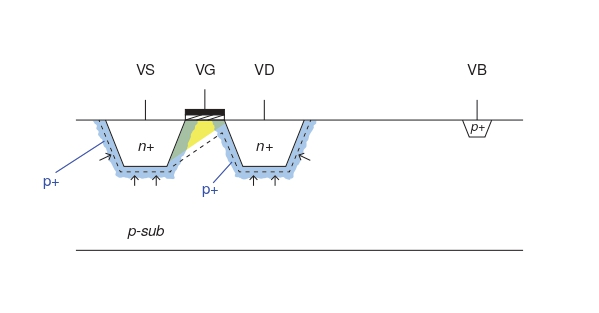 VS VG VD VB
n+ n+ p+
p+ p+
p-sub